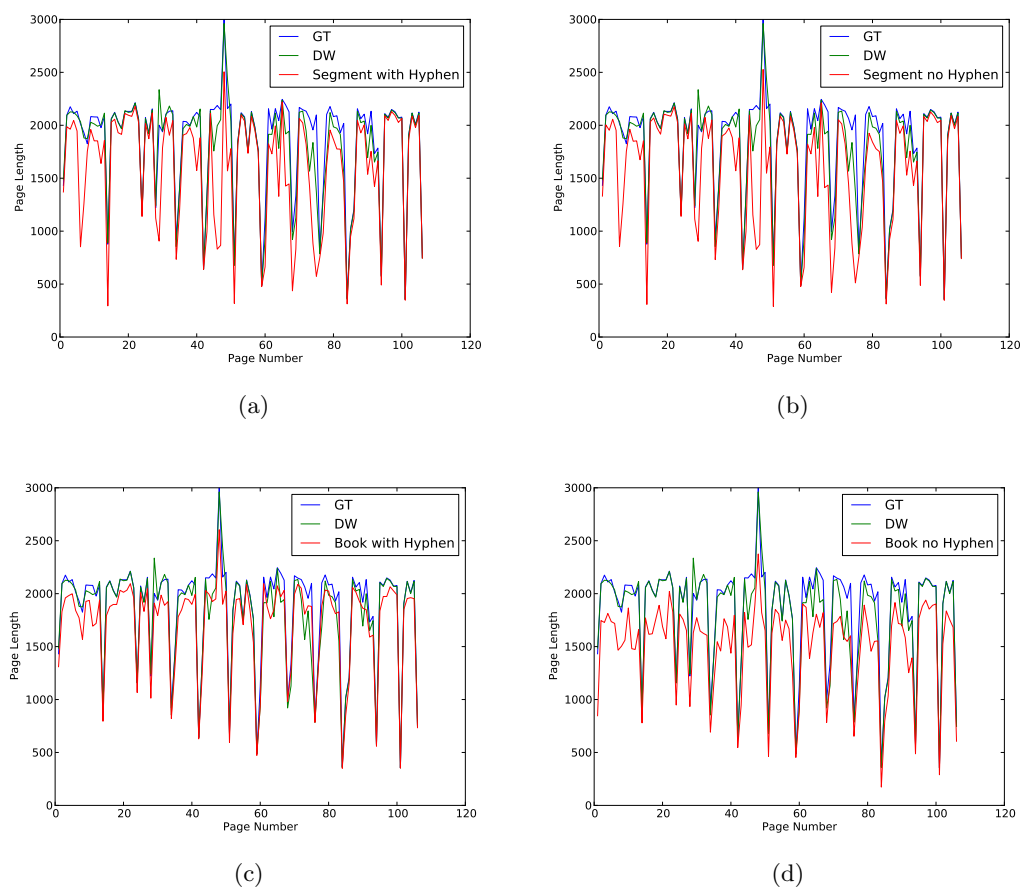 3000
2500
2000
1500
1000
500
0
Page Length
0 20 40 60 80 100 120
Page Number
GT
DW
Segment with Hyphen
(a)
3000
2500
2000
1500
1000
500
0
Page Length
0 20 40 60 80 100 120
Page Number
GT
DW
Segment no Hyphen
(b)
3000
2500
2000
1500
1000
500
0
Page Length
0 20 40 60 80 100 120
Page Number
GT
DW
Book with Hyphen
(c)
3000
2500
2000
1500
1000
500
0
Page Length
0 20 40 60 80 100 120
Page Number
GT
DW
Book no Hyphen
(d)